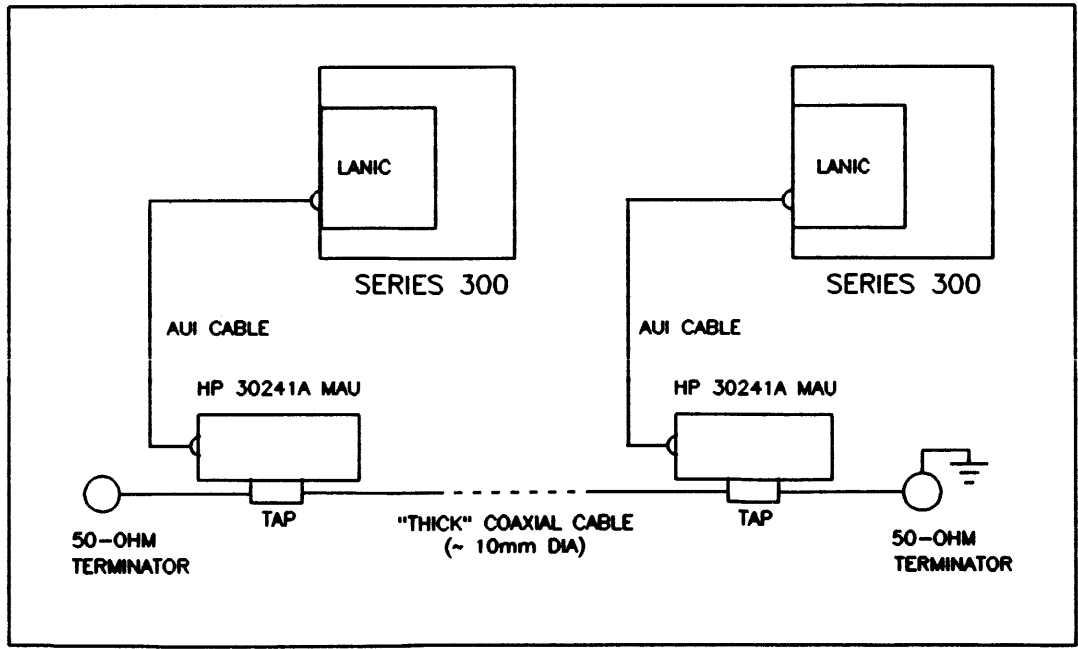 LANIC
LANIC
SERIES 300
SERIES 300
AUI CABLE
AUI CABLE
HP 30241A MAU
HP 30241A MAU
TAP
"THICK" COAXIAL CABLE
(~ 10mm DIA)
TAP
50-OHM
TERMINATOR
50-OHM
TERMINATOR